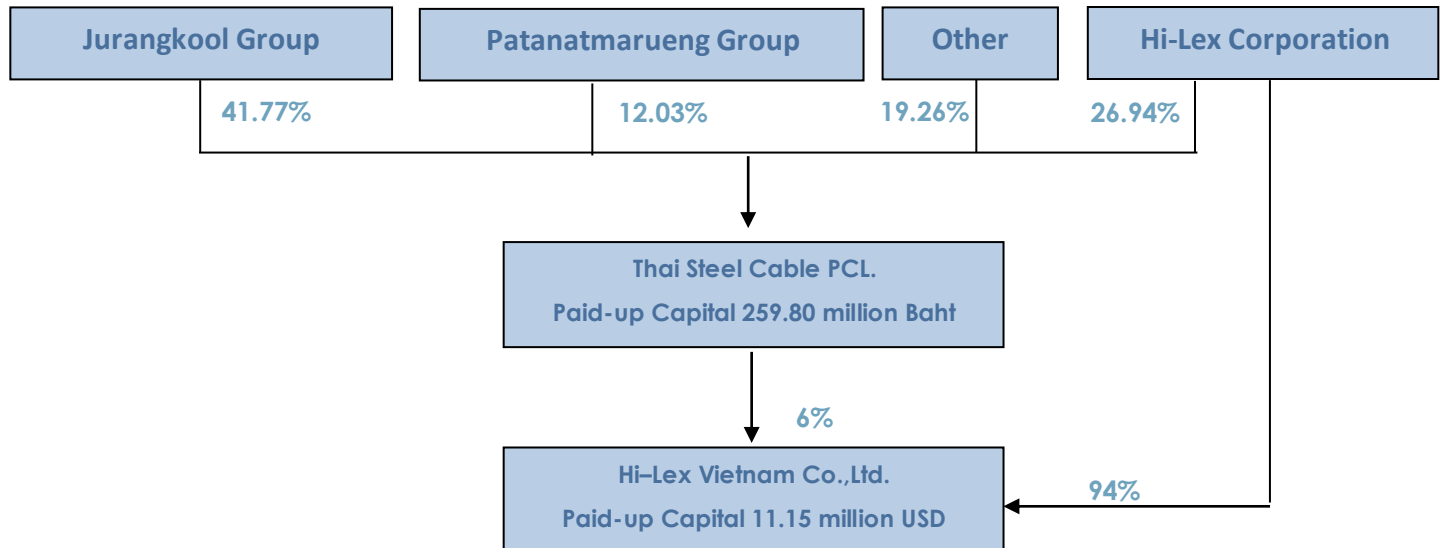 Jurangkool Group
Patanatmarueng Group
Other
Hi-Lex Corporation
41.77%
12.03%
19.26%
26.94%
Thai Steel Cable PCL.
Paid-up Capital 259.80 million Baht
6%
Hi–Lex Vietnam Co.,Ltd.
Paid-up Capital 11.15 million USD
94%